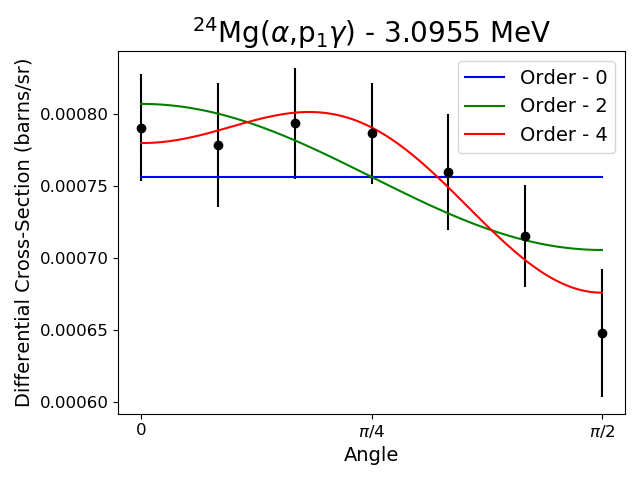 ²⁴Mg(α,p₁γ) - 3.0955 MeV
Differential Cross-Section (barns/sr)
0.00080
0.00075
0.00070
0.00065
0.00060
Order - 0
Order - 2
Order - 4
0
π/4
π/2
Angle